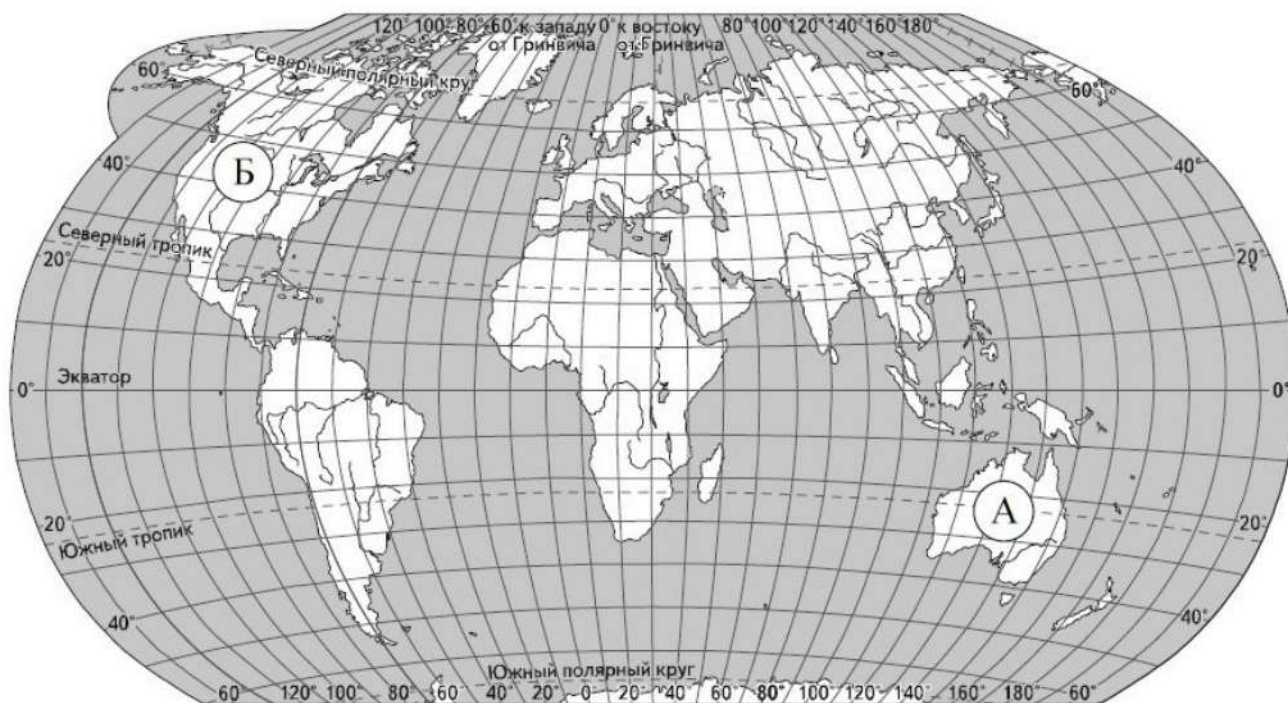 120° 100° 80° 60° к западу 0° к востоку 80° 100° 120° 140° 160° 180°
от Гринвича от Гринвича
60°
Северный полярный круг
60°
40°
Б
40°
Северный тропик
20°
20°
Экватор
0°
0°
А
20°
Южный тропик
20°
40°
40°
Южный полярный круг
60° 120° 100° 80° 60° 40° 20° 0° 20° 40° 60° 80° 100° 120° 140° 160° 180° 60°